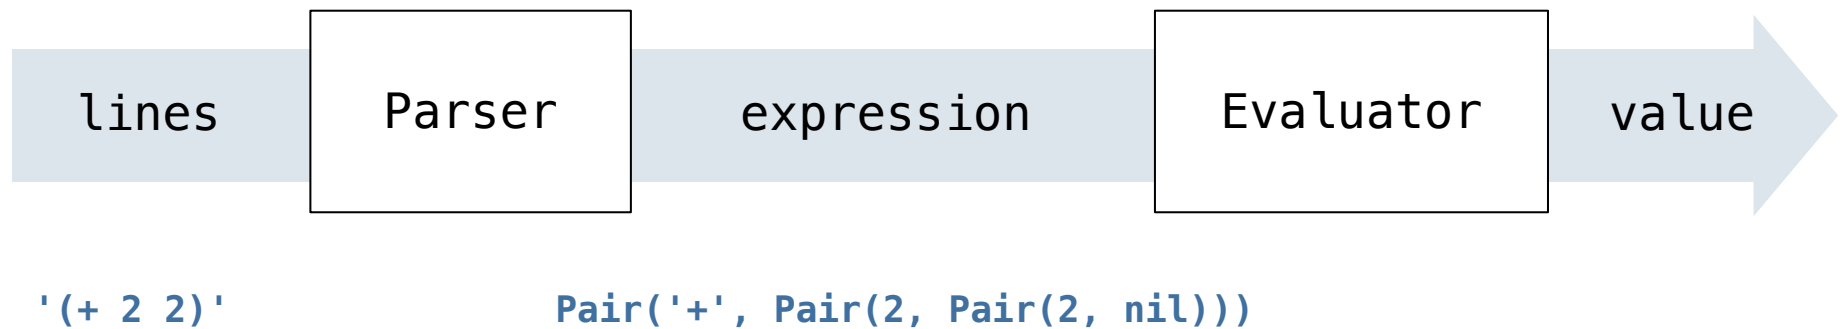 lines Parser expression Evaluator value
'(+ 2 2)' Pair('+', Pair(2, Pair(2, nil)))